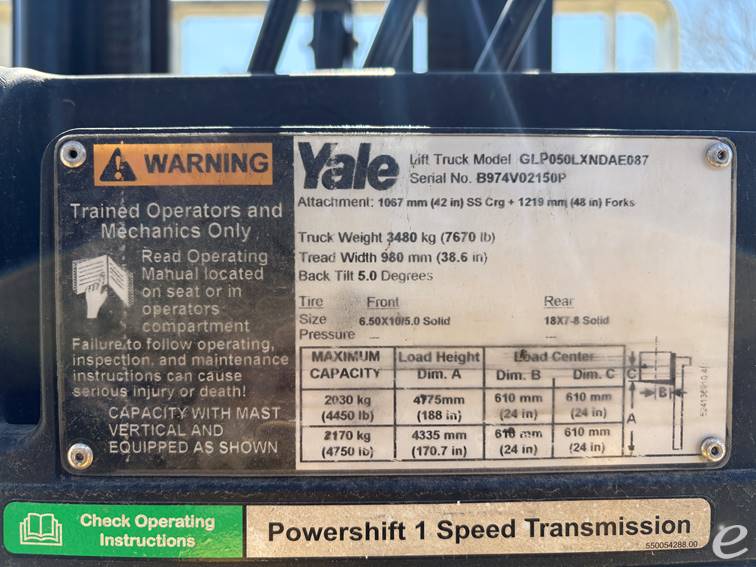 WARNING
Trained Operators and
Mechanics Only
Read Operating
Manual located
on seat or in
operators
compartment
Failure to follow operating,
inspection, and maintenance
instructions can cause
serious injury or death!
CAPACITY WITH MAST
VERTICAL AND
EQUIPPED AS SHOWN
Yale Lift Truck Model GLP050LXNDAE087
Serial No. B974V02150P
Attachment: 1067 mm (42 in) SS Crg + 1219 mm (48 in) Forks
Truck Weight 3480 kg (7670 lb)
Tread Width 980 mm (38.6 in)
Back Tilt 5.0 Degrees
Tire Front Rear
Size 6.50X10/5.0 Solid 18X7-8 Solid
Pressure — —
MAXIMUM Load Height Load Center
CAPACITY Dim. A Dim. B Dim. C
2030 kg 4775mm 610 mm 610 mm
(4450 lb) (188 in) (24 in) (24 in)
2170 kg 4335 mm 610 mm 610 mm
(4750 lb) (170.7 in) (24 in) (24 in)
C
B
A
Check Operating
Instructions
Powershift 1 Speed Transmission
550054288.00
e